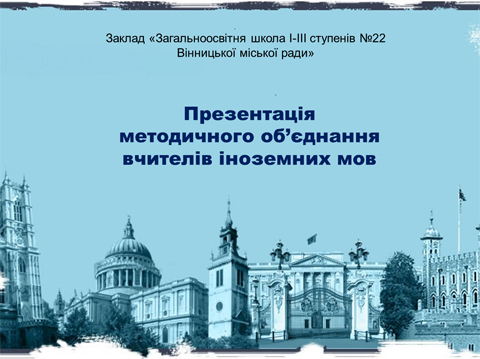 Заклад «Загальноосвітня школа І-ІІІ ступенів №22
Вінницької міської ради»
Презентація
методичного об’єднання
вчителів іноземних мов